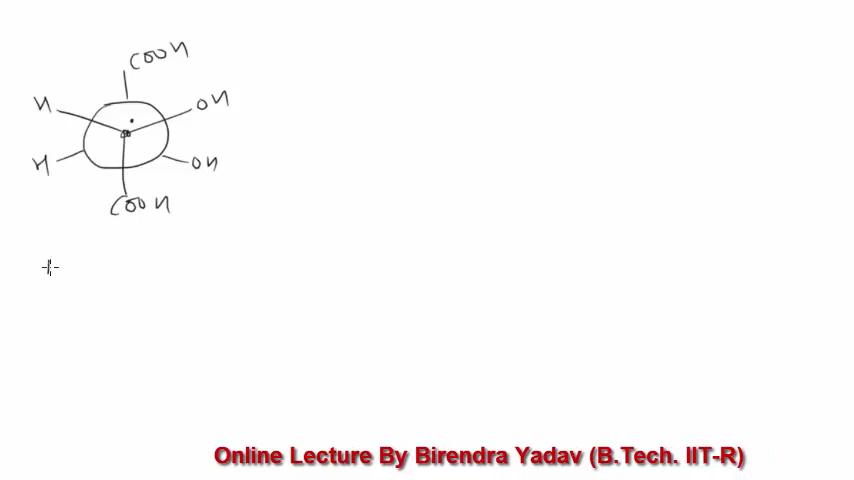 COOH
H
OH
H
OH
COOH
Online Lecture By Birendra Yadav (B.Tech. IIT-R)